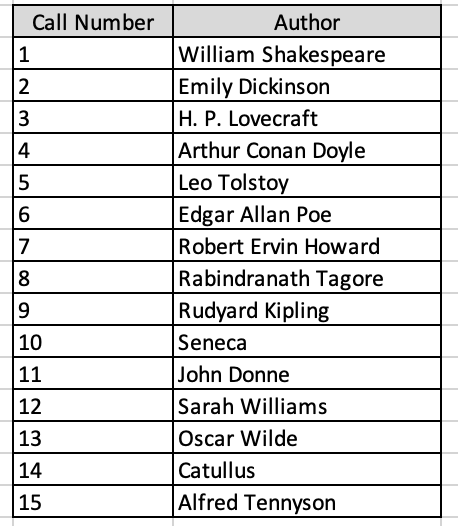 Call Number Author
1 William Shakespeare
2 Emily Dickinson
3 H. P. Lovecraft
4 Arthur Conan Doyle
5 Leo Tolstoy
6 Edgar Allan Poe
7 Robert Ervin Howard
8 Rabindranath Tagore
9 Rudyard Kipling
10 Seneca
11 John Donne
12 Sarah Williams
13 Oscar Wilde
14 Catullus
15 Alfred Tennyson